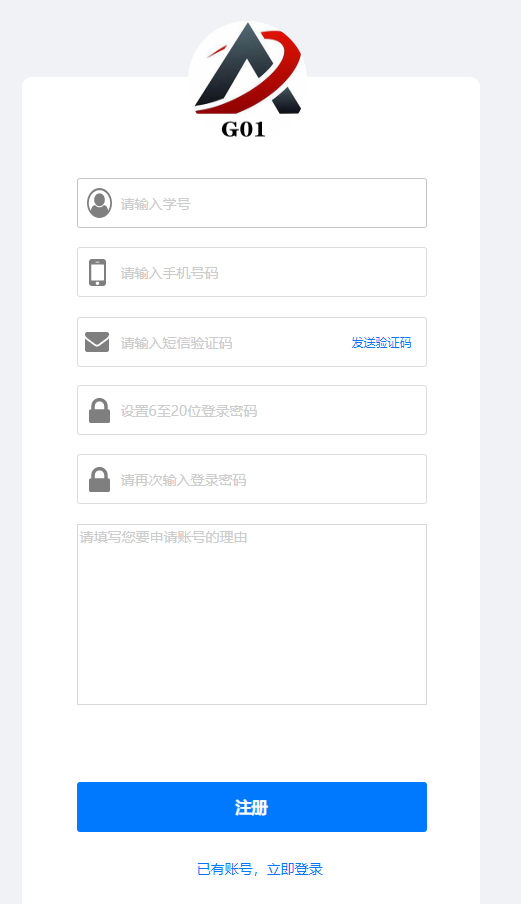 G01
请输入学号
请输入手机号码
请输入短信验证码 发送验证码
设置6至20位登录密码
请再次输入登录密码
请填写您要申请账号的理由
注册
已有账号，立即登录